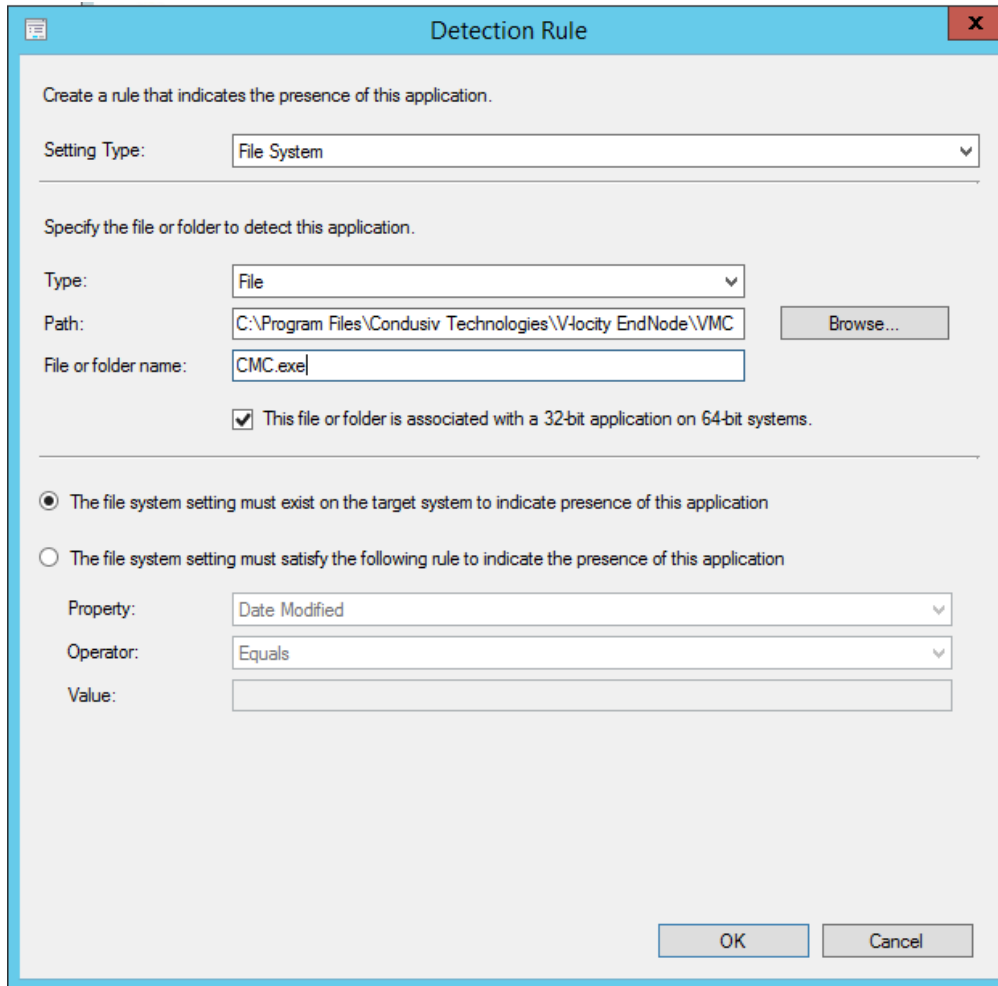 Detection Rule
x
Create a rule that indicates the presence of this application.
Setting Type: File System
Specify the file or folder to detect this application.
Type: File
Path: C:\Program Files\Condusiv Technologies\V-locity EndNode\VMC Browse...
File or folder name: CMC.exe
This file or folder is associated with a 32-bit application on 64-bit systems.
The file system setting must exist on the target system to indicate presence of this application
The file system setting must satisfy the following rule to indicate the presence of this application
Property: Date Modified
Operator: Equals
Value:
OK Cancel